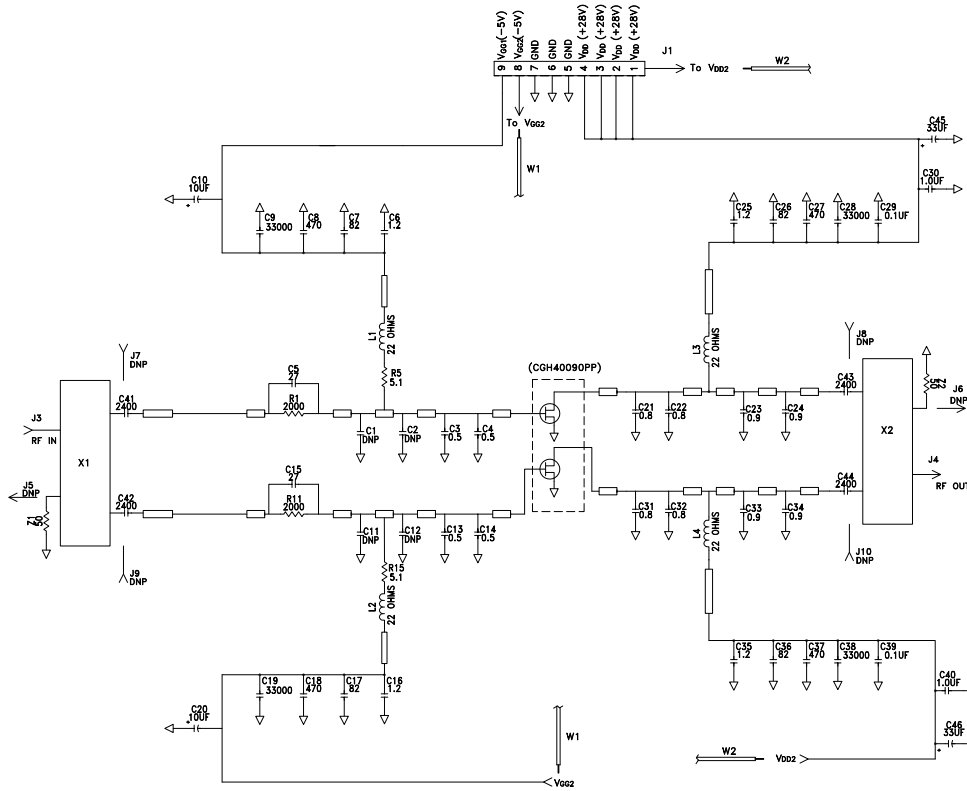 VGG1(-5V)
VGG2(-5V)
GND
GND
GND
VDD (+28V)
VDD (+28V)
VDD (+28V)
VDD (+28V)
9 8 7 6 5 4 3 2 1
J1
To VDD2
W2
To VGG2
W1
C45
33UF
+
C30
1.0UF
C10
10UF
+
C9
33000
C8
470
C7
82
C6
1.2
C25
1.2
C26
82
C27
470
C28
33000
C29
0.1UF
L1
22 OHMS
R5
5.1
L3
22 OHMS
J7
DNP
J8
DNP
(CGH40090PP)
C5
27
R1
2000
C41
2400
C43
2400
Z2
50
J6
DNP
J3
RF IN
X1
C1
DNP
C2
DNP
C3
0.5
C4
0.5
C21
0.8
C22
0.8
C23
0.9
C24
0.9
X2
J4
RF OUT
J5
DNP
Z1
50
C42
2400
C15
27
R11
2000
C44
2400
C11
DNP
C12
DNP
C13
0.5
C14
0.5
C31
0.8
C32
0.8
C33
0.9
C34
0.9
L4
22 OHMS
J9
DNP
J10
DNP
R15
5.1
L2
22 OHMS
C19
33000
C18
470
C17
82
C16
1.2
C20
10UF
+
C35
1.2
C36
82
C37
470
C38
33000
C39
0.1UF
C40
1.0UF
C46
33UF
+
W1
W2
VDD2
VGG2